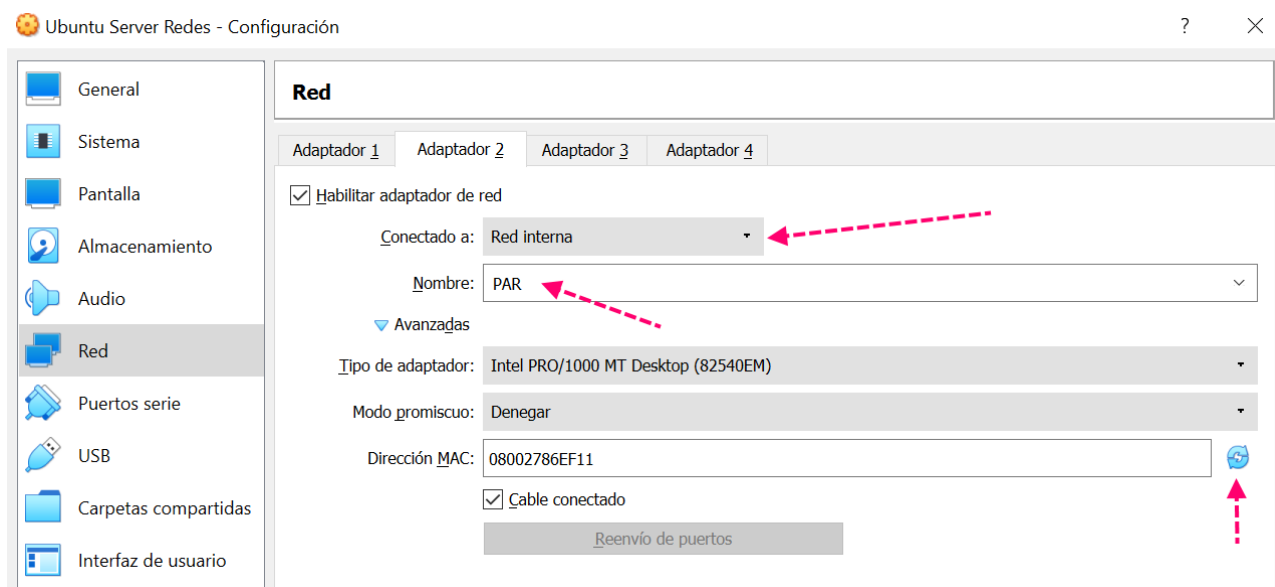 Ubuntu Server Redes - Configuración ?
General
Sistema
Pantalla
Almacenamiento
Audio
Red
Puertos serie
USB
Carpetas compartidas
Interfaz de usuario
Red
Adaptador 1 Adaptador 2 Adaptador 3 Adaptador 4
Habilitar adaptador de red
Conectado a: Red interna
Nombre: PAR
Avanzadas
Tipo de adaptador: Intel PRO/1000 MT Desktop (82540EM)
Modo promiscuo: Denegar
Dirección MAC: 08002786EF11
Cable conectado
Reenvío de puertos